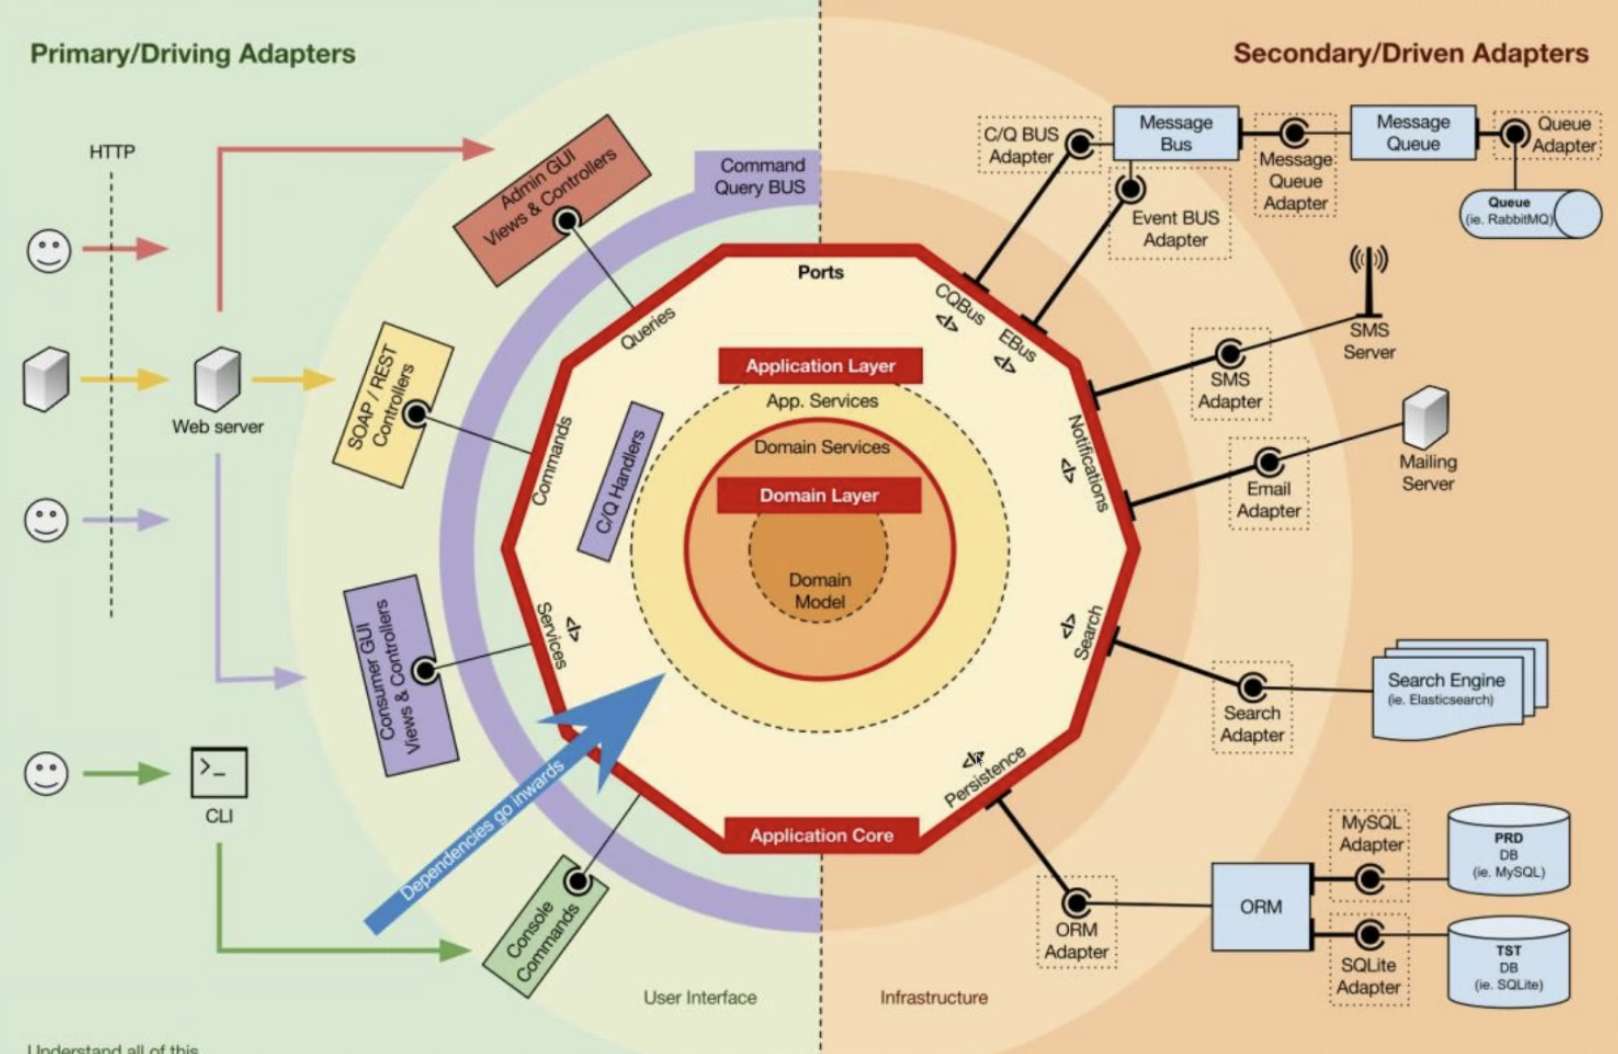 Primary/Driving Adapters
Secondary/Driven Adapters
HTTP
Web server
>_
CLI
Admin GUI
Views & Controllers
SOAP / REST
Controllers
Consumer GUI
Views & Controllers
Console
Commands
Command
Query BUS
Dependencies go inwards
Ports
Queries
Commands
Services
</>
C/Q Handlers
Application Layer
App. Services
Domain Services
Domain Layer
Domain
Model
Application Core
CQBus
</>
EBus
</>
Notifications
</>
Search
</>
Persistence
</>
C/Q BUS
Adapter
Message
Bus
Event BUS
Adapter
Message
Queue
Adapter
Message
Queue
Queue
Adapter
Queue
(ie. RabbitMQ)
SMS
Adapter
SMS
Server
Email
Adapter
Mailing
Server
Search
Adapter
Search Engine
(ie. Elasticsearch)
ORM
Adapter
ORM
MySQL
Adapter
SQLite
Adapter
PRD
DB
(ie. MySQL)
TST
DB
(ie. SQLite)
User Interface
Infrastructure
Understand all of this